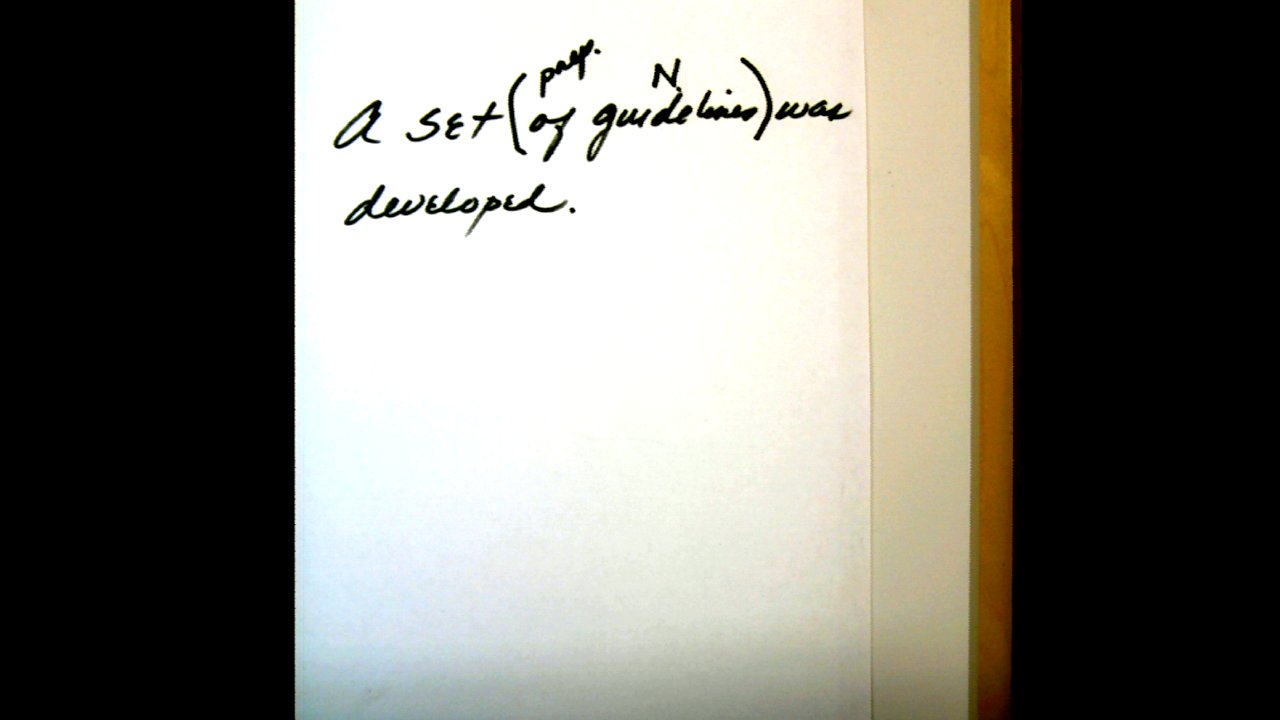 prep. N.
A set (of guidelines) was
developed.